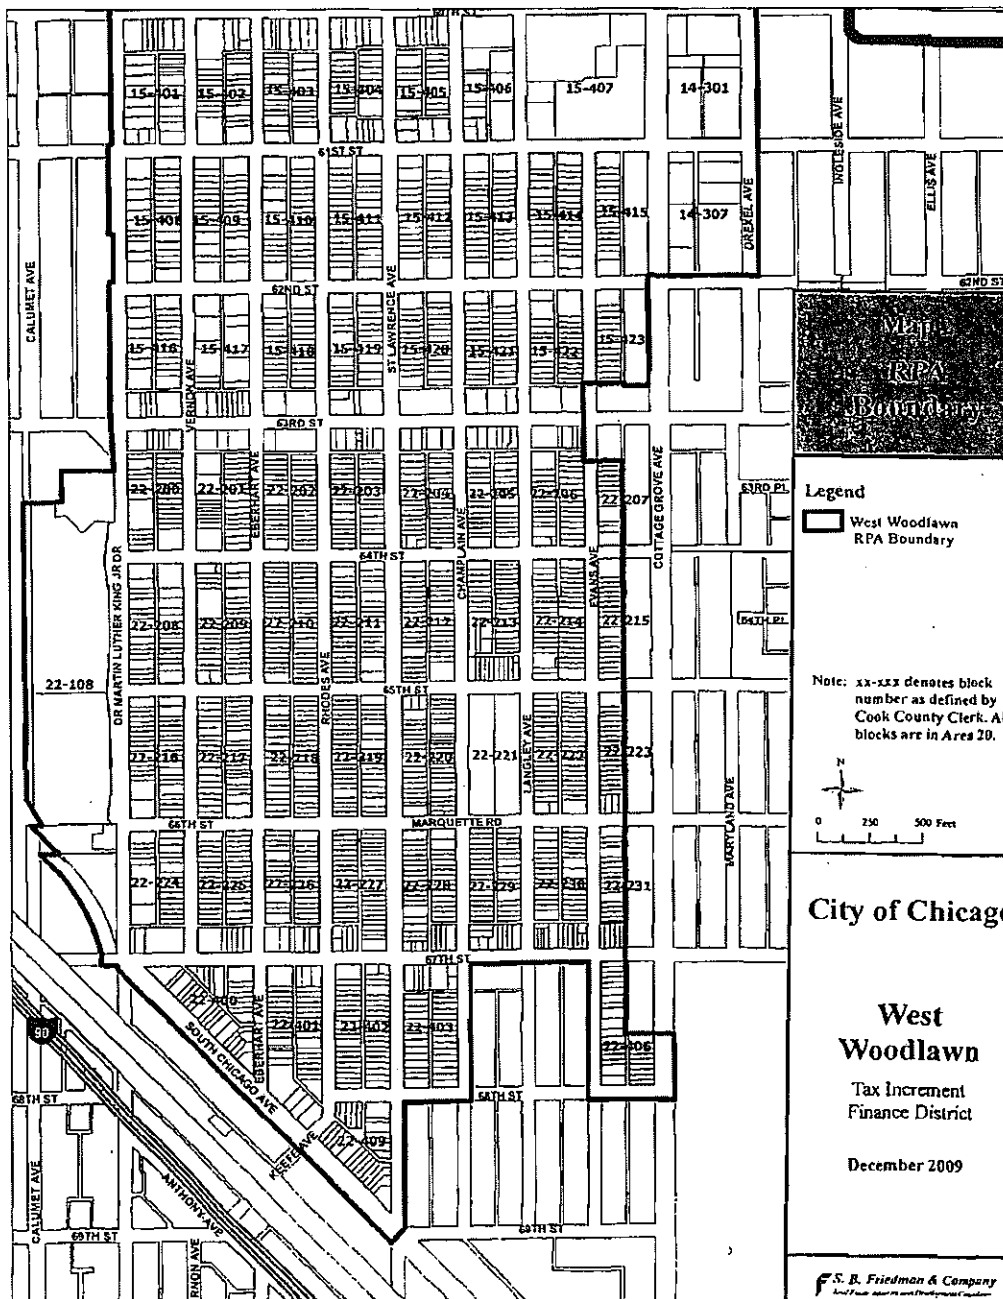 60TH ST
15-401 15-402 15-403 15-404 15-405 15-406 15-407 14-301
INGLESIDE AVE
ELLIS AVE
61ST ST
DREXEL AVE
15-408 15-409 15-410 15-411 15-412 15-413 15-414 15-415 14-307
CALUMET AVE
ST LAWRENCE AVE
62ND ST
62ND ST
15-416 15-417 15-418 15-419 15-420 15-421 15-422 15-423
VERNON AVE
63RD ST
EBERHART AVE
COTTAGE GROVE AVE
22-200 22-201 22-202 22-203 22-204 22-205 22-206 22-207
63RD PL
64TH ST
CHAMPLAIN AVE
EVANS AVE
DR MARTIN LUTHER KING JR DR
22-208 22-209 22-210 22-211 22-212 22-213 22-214 22-215
64TH PL
22-108
RHODES AVE
65TH ST
LANGLEY AVE
22-216 22-217 22-218 22-219 22-220 22-221 22-222 22-223
MARYLAND AVE
66TH ST
MARQUETTE RD
22-224 22-225 22-226 22-227 22-228 22-229 22-230 22-231
67TH ST
22-400 22-401 22-402 22-403
EBERHART AVE
SOUTH CHICAGO AVE
90
22-406
68TH ST
68TH ST
22-409
KEEFE AVE
ANTHONY AVE
CALUMET AVE
69TH ST
69TH ST
RNON AVE
Map
RPA
Boundary
Legend
West Woodlawn
RPA Boundary
Note: xx-xxx denotes block
number as defined by
Cook County Clerk. Al
blocks are in Area 20.
N
0 250 500 Feet
City of Chicago
West
Woodlawn
Tax Increment
Finance District
December 2009
S. B. Friedman & Company